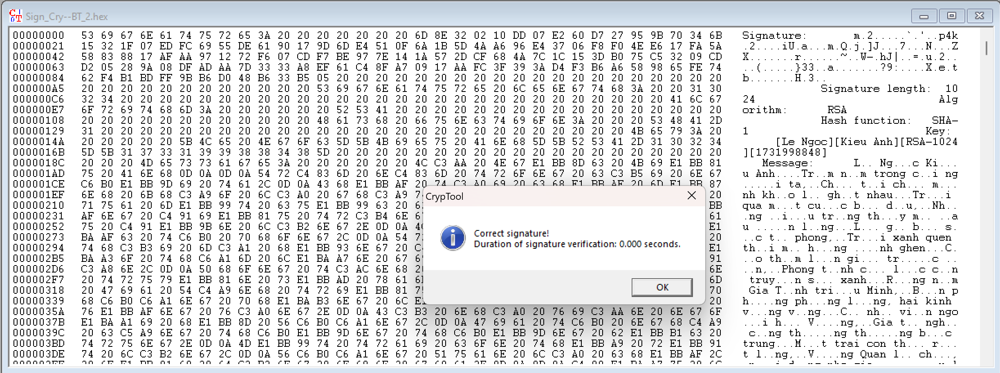 Sign_Cry--BT_2.hex
00000000 53 69 67 6E 61 74 75 72 65 3A 20 20 20 20 20 20 20 6D 8E 32 02 10 DD 07 E2 60 D7 27 95 9B 70 34 6B Signature:       m.2.....`.'..p4k
00000021 15 32 1F 07 ED FC 69 55 DE 61 90 17 9D 6D E4 51 0F 6A 1B 5D 4A A6 96 E4 37 06 F8 F0 4E E6 17 FA 5A .2....iU.a...m.Q.j.]J...7...N...Z
00000042 58 83 88 17 AF AA 97 12 72 F6 07 CD F7 BE 97 7E 14 1A 57 2D CF 68 4A 7C 1C 15 3D B0 75 C5 32 09 CD X.......r......~..W-.hJ|..=.u.2..
00000063 D2 05 28 9A 08 DF AD AA 7D 33 33 A8 EF 61 C4 8F A7 09 17 AA FC 3F 39 3A D4 F3 B6 A6 58 98 65 FE 74 ..(.....}33..a.......?9:....X.e.t
00000084 62 F4 B1 BD FF 9B B6 D0 48 B6 33 B5 05 20 20 20 20 20 20 20 20 20 20 20 20 20 20 20 20 20 20 20 20 b.......H.3..
000000A5 20 20 20 20 20 20 20 20 20 20 20 20 53 69 67 6E 61 74 75 72 65 20 6C 65 6E 67 74 68 3A 20 20 31 30 Signature length:  10
000000C6 32 34 20 20 20 20 20 20 20 20 20 20 20 20 20 20 20 20 20 20 20 20 20 20 20 20 20 20 20 20 41 6C 67 24 Alg
000000E7 6F 72 69 74 68 6D 3A 20 20 20 20 20 20 52 53 41 20 20 20 20 20 20 20 20 20 20 20 20 20 20 20 20 20 orithm:      RSA
00000108 20 20 20 20 20 20 20 20 20 20 20 20 48 61 73 68 20 66 75 6E 63 74 69 6F 6E 3A 20 20 20 53 48 41 2D Hash function:   SHA-
00000129 31 20 20 20 20 20 20 20 20 20 20 20 20 20 20 20 20 20 20 20 20 20 20 20 20 20 20 20 4B 65 79 3A 20 1 Key:
0000014A 20 20 20 20 20 5B 4C 65 20 4E 67 6F 63 5D 5B 4B 69 65 75 20 41 6E 68 5D 5B 52 53 41 2D 31 30 32 34 [Le Ngoc][Kieu Anh][RSA-1024
0000016B 5D 5B 31 37 33 31 39 39 38 38 34 38 5D 20 20 20 20 20 20 20 20 20 20 20 20 20 20 20 20 20 20 20 20 ][1731998848]
0000018C 20 20 20 4D 65 73 73 61 67 65 3A 20 20 20 20 20 20 4C C3 AA 20 4E 67 E1 BB 8D 63 20 4B 69 E1 BB 81 Message:      L.. Ng...c Ki...
000001AD 75 20 41 6E 68 0D 0A 0D 0A 54 72 C4 83 6D 20 6E C4 83 6D 20 74 72 6F 6E 67 20 63 C3 B5 69 20 6E 67 u Anh....Tr..m n..m trong c..i ng
000001CE C6 B0 E1 BB 9D 69 20 74 61 2C 0D 0A 43 68 E1 BB AF 20 74 C3 A0 69 20 63 68 E1 BB AF 20 6D E1 BB 87 .....i ta,..Ch... t..i ch... m...
000001EF 6E 68 20 6B 68 C3 A9 6F 20 6C C3 A0 20 67 68 C3 A9 7 20 nh kh..o l.. gh..t nhau...Tr...i
00000210 71 75 61 20 6D E1 BB 99 74 20 63 75 E1 BB 99 63 20 6 BB qua m...t cu...c b... d..u,..Nh..
00000231 AF 6E 67 20 C4 91 69 E1 BB 81 75 20 74 72 C3 B4 6E 6 61 .ng ..i...u tr..ng th...y m.. ..a
00000252 75 20 C4 91 E1 BB 9B 6E 20 6C C3 B2 6E 67 2E 0D 0A 4 E1 u .....n l..ng...L.. g.. b... s.
00000273 BA AF 63 20 74 C6 B0 20 70 68 6F 6E 67 2C 0D 0A 54 7 20 ..c t.. phong,..Tr...i xanh quen
00000294 74 68 C3 B3 69 20 6D C3 A1 20 68 E1 BB 93 6E 67 20 C E1 th..i m.. h...ng ....nh ghen...C.
000002B5 BA A3 6F 20 74 68 C6 A1 6D 20 6C E1 BA A7 6E 20 67 6 91 ..o th..m l...n gi... tr.....c ..
000002D6 C3 A8 6E 2C 0D 0A 50 68 6F 6E 67 20 74 C3 AC 6E 68 2 6E ..n,..Phong t..nh c... l...c c..n
000002F7 20 74 72 75 79 E1 BB 81 6E 20 73 E1 BB AD 20 78 61 6 6D truy...n s... xanh...R...ng n..m
00000318 20 47 69 61 20 54 C4 A9 6E 68 20 74 72 69 E1 BB 81 7 70 Gia T..nh tri...u Minh,..B...n p
00000339 68 C6 B0 C6 A1 6E 67 20 70 68 E1 BA B3 6E 67 20 6C E1 20 h....ng ph...ng l...ng, hai kinh
0000035A 76 E1 BB AF 6E 67 20 76 C3 A0 6E 67 2E 0D 0A 43 C3 B3 20 6E 68 C3 A0 20 76 69 C3 AA 6E 20 6E 67 6F v...ng v..ng...C.. nh.. vi..n ngo
0000037B E1 BA A1 69 20 68 E1 BB 8D 20 56 C6 B0 C6 A1 6E 67 2C 0D 0A 47 69 61 20 74 C6 B0 20 6E 67 68 C4 A9 ...i h... V....ng,..Gia t.. ngh..
0000039C 20 63 C5 A9 6E 67 20 74 68 C6 B0 E1 BB 9D 6E 67 20 74 68 C6 B0 E1 BB 9D 6E 67 20 62 E1 BB B1 63 20 c..ng th.....ng th.....ng b...c
000003BD 74 72 75 6E 67 2E 0D 0A 4D E1 BB 99 74 20 74 72 61 69 20 63 6F 6E 20 74 68 E1 BB A9 20 72 E1 BB 91 trung...M...t trai con th... r...
000003DE 74 20 6C C3 B2 6E 67 2C 0D 0A 56 C6 B0 C6 A1 6E 67 20 51 75 61 6E 20 6C C3 A0 20 63 68 E1 BB AF 2C t l..ng,..V....ng Quan l.. ch...,
CrypTool
Correct signature!
Duration of signature verification: 0.000 seconds.
OK